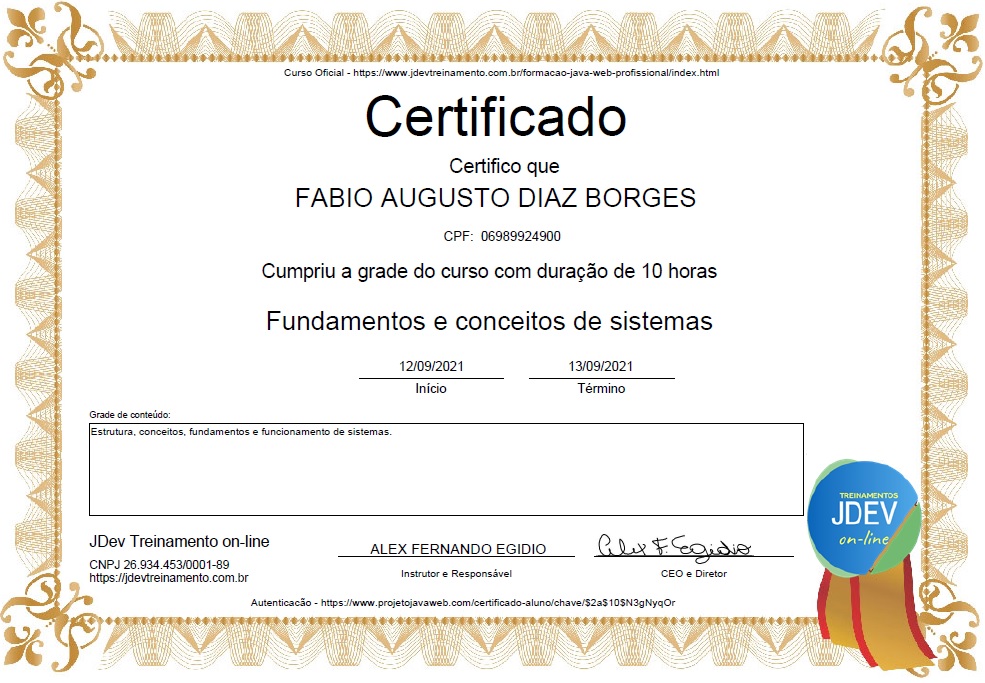 Curso Oficial - https://www.jdevtreinamento.com.br/formacao-java-web-profissional/index.html
Certificado
Certifico que
FABIO AUGUSTO DIAZ BORGES
CPF: 06989924900
Cumpriu a grade do curso com duração de 10 horas
Fundamentos e conceitos de sistemas
12/09/2021 13/09/2021
Início Término
Grade de conteúdo:
Estrutura, conceitos, fundamentos e funcionamento de sistemas.
TREINAMENTOS
JDEV
on-line
JDev Treinamento on-line
ALEX FERNANDO EGIDIO Alex F. Egidio
CNPJ 26.934.453/0001-89
Instrutor e Responsável CEO e Diretor
https://jdevtreinamento.com.br
Autenticacão - https://www.projetojavaweb.com/certificado-aluno/chave/$2a$10$N3gNyqOr